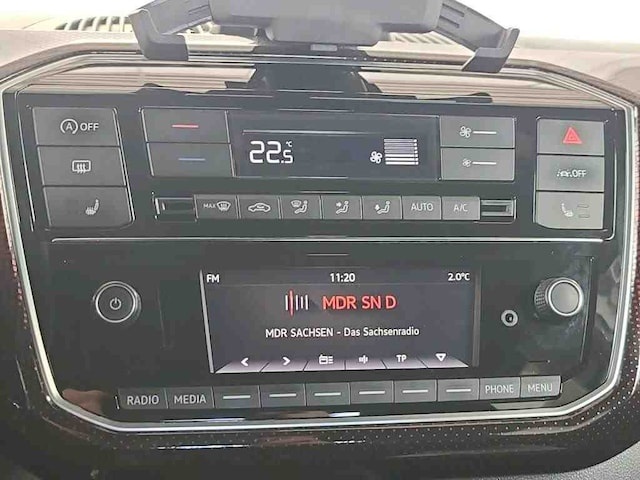 A OFF
22.5 °C
OFF
MAX
AUTO
A/C
FM 11:20 2.0°C
MDR SN D
MDR SACHSEN - Das Sachsenradio
TP
RADIO MEDIA PHONE MENU